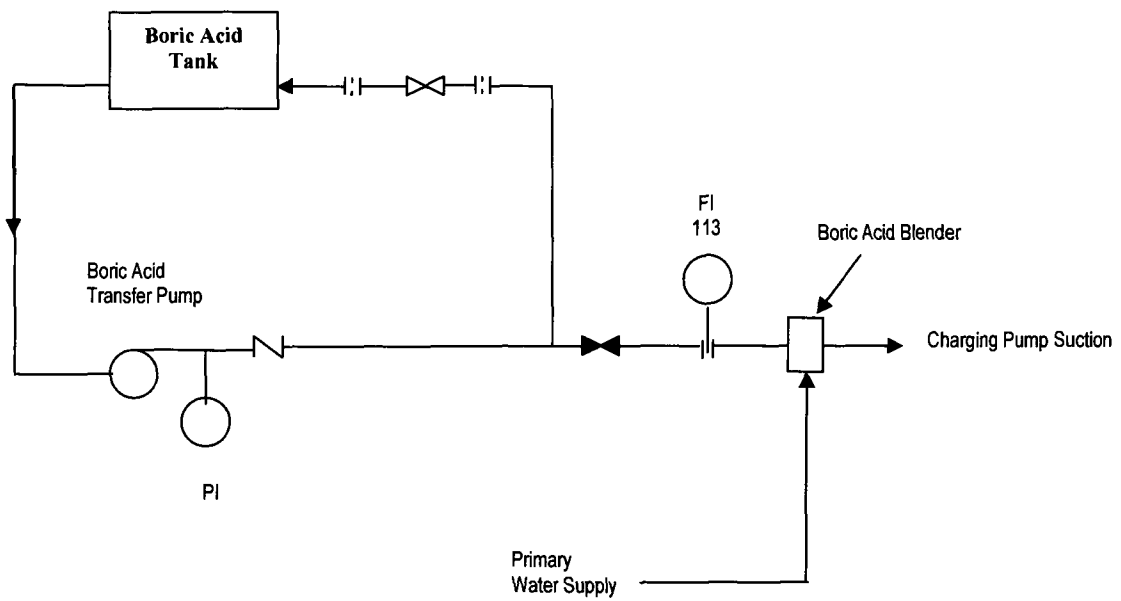 Boric Acid
Tank
FI
113
Boric Acid Blender
Boric Acid
Transfer Pump
Charging Pump Suction
PI
Primary
Water Supply